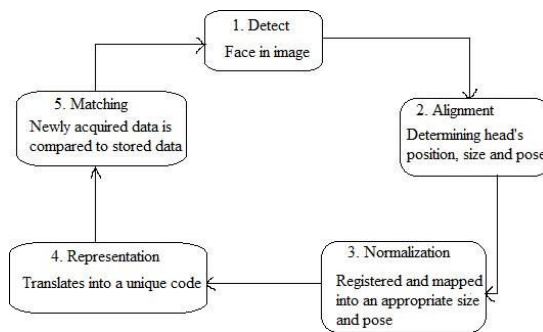 1. Detect
Face in image
2. Alignment
Determining head's
position, size and pose
3. Normalization
Registered and mapped
into an appropriate size
and pose
4. Representation
Translates into a unique code
5. Matching
Newly acquired data is
compared to stored data